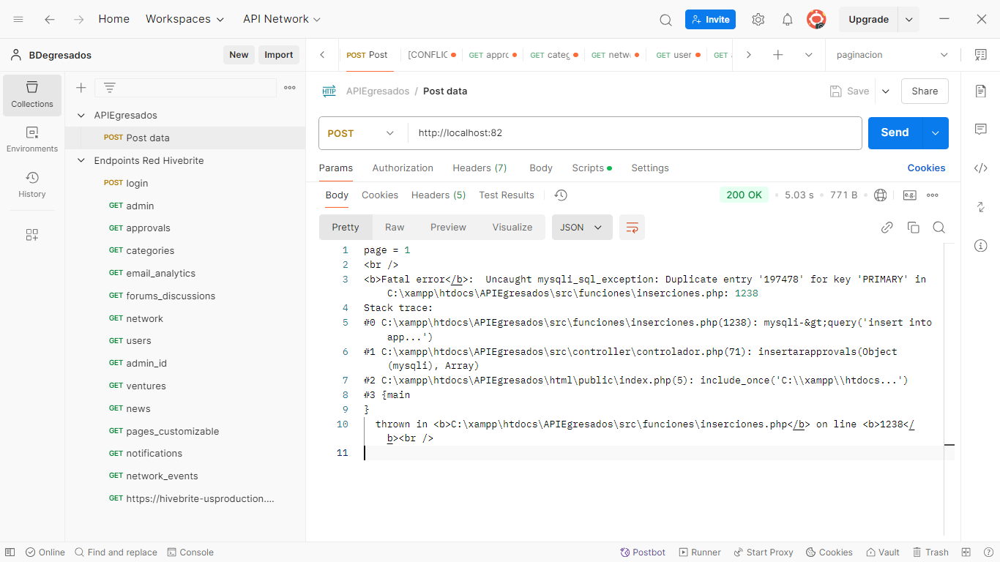 Home Workspaces API Network Invite Upgrade
BDegresados New Import POST Post [CONFLIC GET appro GET categ GET netw GET user GET paginacion
Collections
Environments
History
APIEgresados
POST Post data
Endpoints Red Hivebrite
POST login
GET admin
GET approvals
GET categories
GET email_analytics
GET forums_discussions
GET network
GET users
GET admin_id
GET ventures
GET news
GET pages_customizable
GET notifications
GET network_events
GET https://hivebrite-usproduction....
HTTP APIEgresados / Post data Save Share
POST http://localhost:82 Send
Params Authorization Headers (7) Body Scripts Settings Cookies
Body Cookies Headers (5) Test Results 200 OK 5.03 s 771 B e.g.
Pretty Raw Preview Visualize JSON
1 page = 1
2 <br />
3 <b>Fatal error</b>:  Uncaught mysqli_sql_exception: Duplicate entry '197478' for key 'PRIMARY' in
C:\xampp\htdocs\APIEgresados\src\funciones\inserciones.php: 1238
4 Stack trace:
5 #0 C:\xampp\htdocs\APIEgresados\src\funciones\inserciones.php(1238): mysqli-&gt;query('insert into
app...')
6 #1 C:\xampp\htdocs\APIEgresados\src\controller\controlador.php(71): insertarapprovals(Object
(mysqli), Array)
7 #2 C:\xampp\htdocs\APIEgresados\html\public\index.php(5): include_once('C:\\xampp\\htdocs...')
8 #3 {main
9 }
10 thrown in <b>C:\xampp\htdocs\APIEgresados\src\funciones\inserciones.php</b> on line <b>1238</
b><br />
11
Online Find and replace Console Postbot Runner Start Proxy Cookies Vault Trash